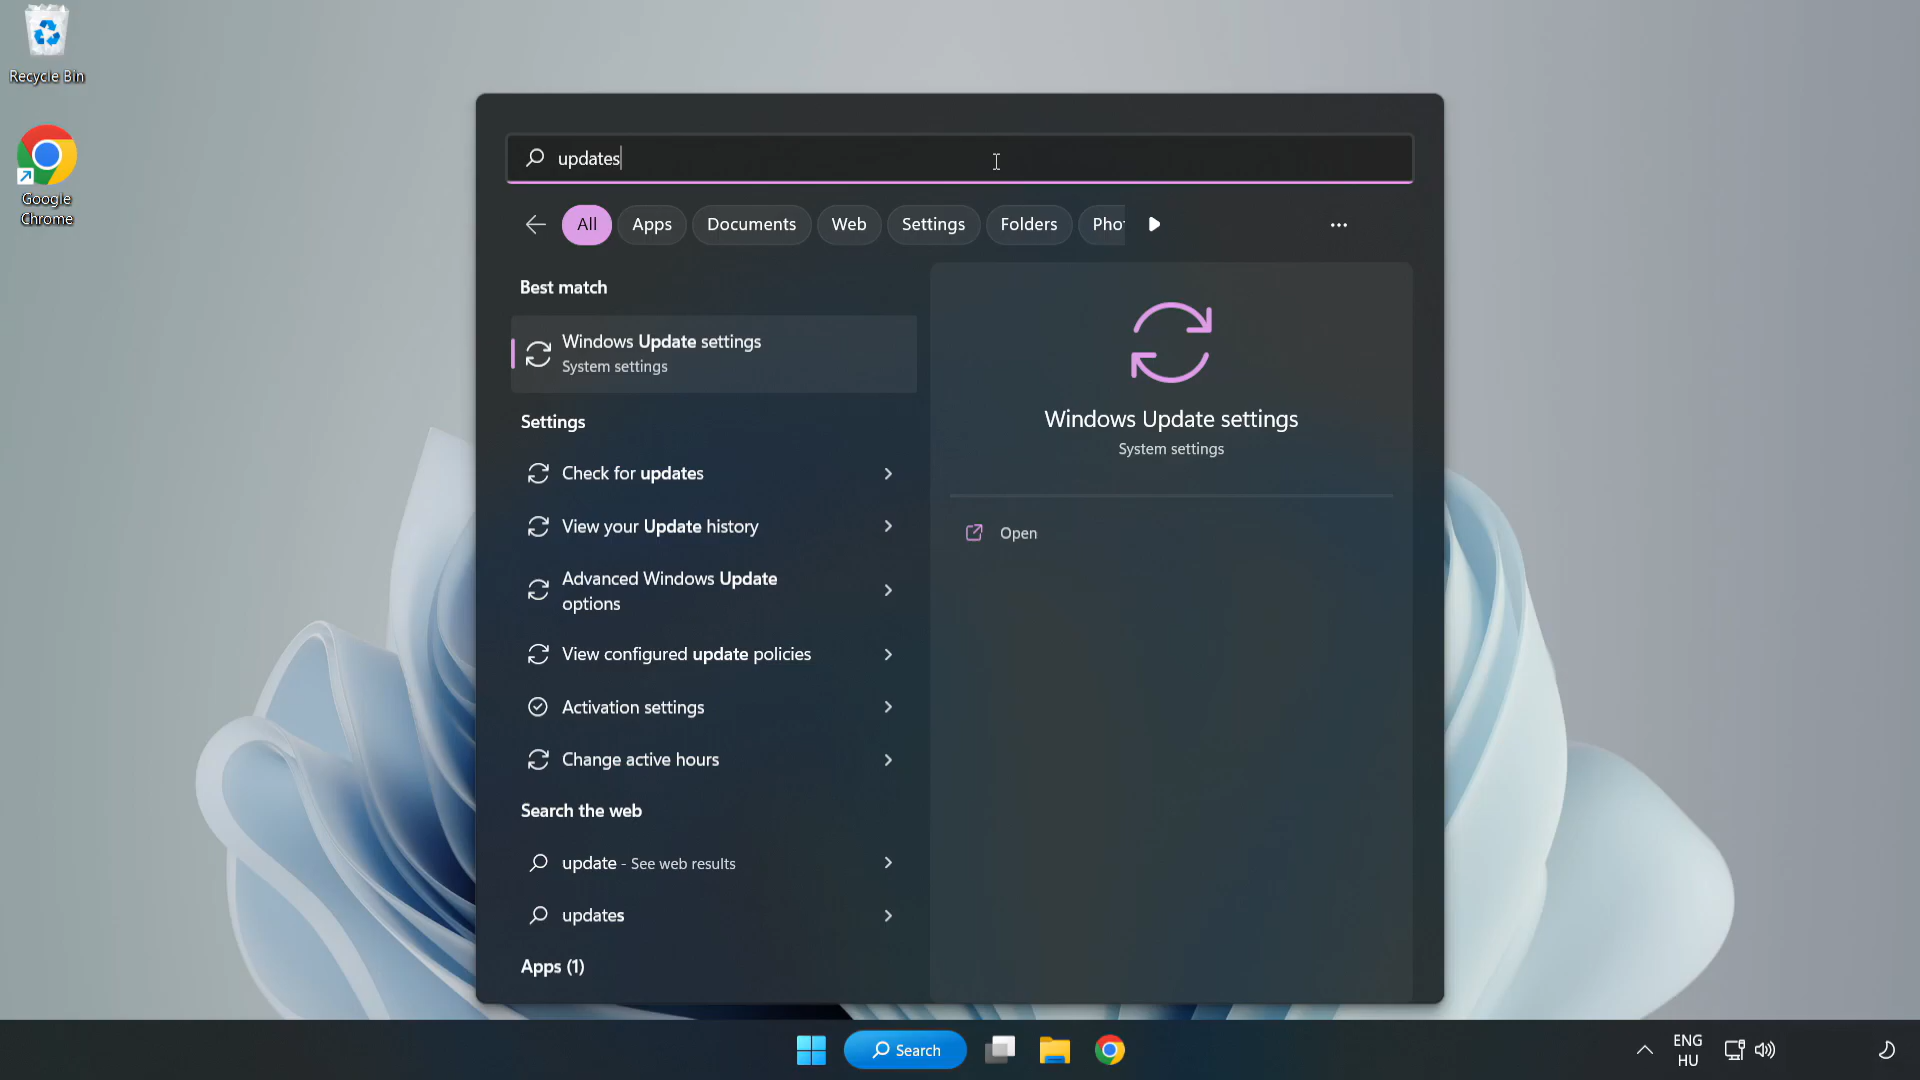 Recycle Bin
Google
Chrome
updates
All
Apps
Documents
Web
Settings
Folders
Pho
Best match
Windows Update settings
System settings
Settings
Check for updates
View your Update history
Advanced Windows Update
options
View configured update policies
Activation settings
Change active hours
Search the web
update - See web results
updates
Apps (1)
Windows Update settings
System settings
Open
Search
ENG
HU